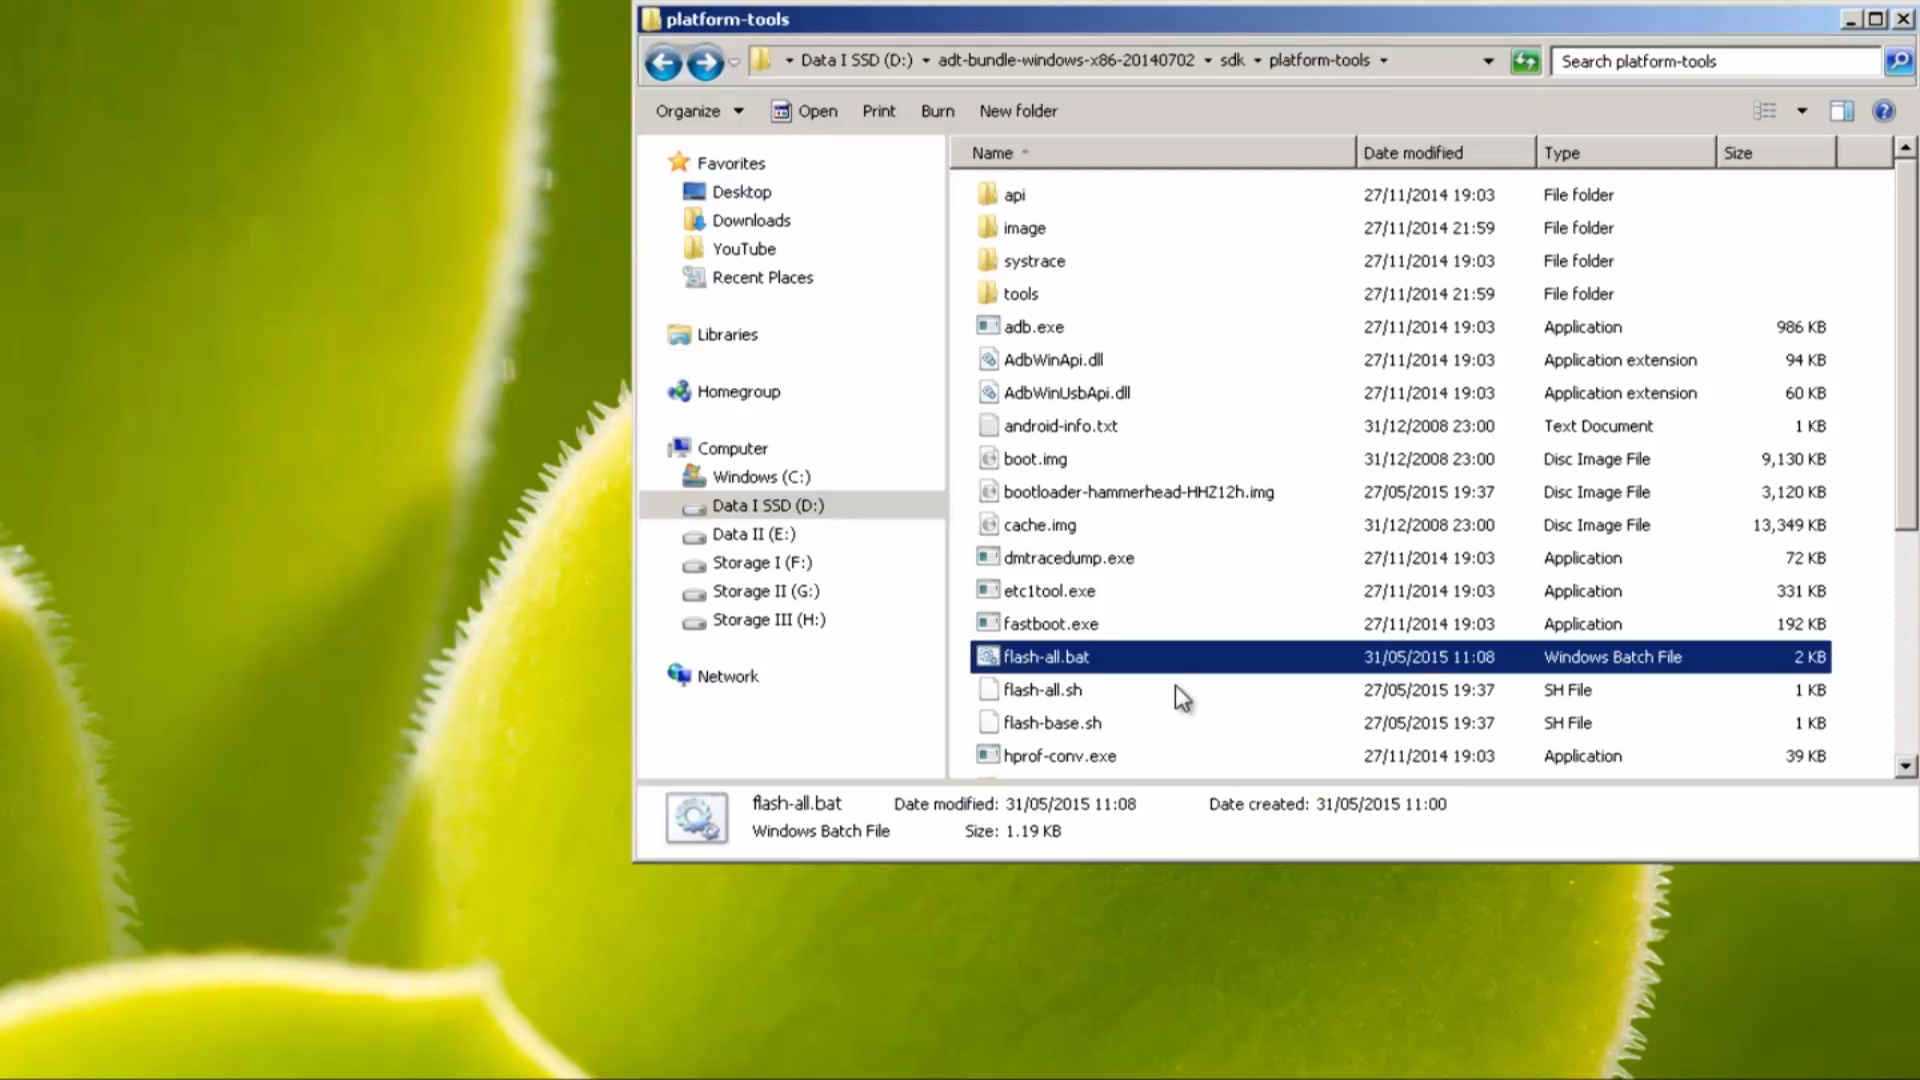 platform-tools
Data I SSD (D:) adt-bundle-windows-x86-20140702 sdk platform-tools
Search platform-tools
Organize Open Print Burn New folder
Name Date modified Type Size
Favorites
Desktop
Downloads
YouTube
Recent Places
Libraries
Homegroup
Computer
Windows (C:)
Data I SSD (D:)
Data II (E:)
Storage I (F:)
Storage II (G:)
Storage III (H:)
Network
api 27/11/2014 19:03 File folder
image 27/11/2014 21:59 File folder
systrace 27/11/2014 19:03 File folder
tools 27/11/2014 21:59 File folder
adb.exe 27/11/2014 19:03 Application 986 KB
AdbWinApi.dll 27/11/2014 19:03 Application extension 94 KB
AdbWinUsbApi.dll 27/11/2014 19:03 Application extension 60 KB
android-info.txt 31/12/2008 23:00 Text Document 1 KB
boot.img 31/12/2008 23:00 Disc Image File 9,130 KB
bootloader-hammerhead-HHZ12h.img 27/05/2015 19:37 Disc Image File 3,120 KB
cache.img 31/12/2008 23:00 Disc Image File 13,349 KB
dmtracedump.exe 27/11/2014 19:03 Application 72 KB
etc1tool.exe 27/11/2014 19:03 Application 331 KB
fastboot.exe 27/11/2014 19:03 Application 192 KB
flash-all.bat 31/05/2015 11:08 Windows Batch File 2 KB
flash-all.sh 27/05/2015 19:37 SH File 1 KB
flash-base.sh 27/05/2015 19:37 SH File 1 KB
hprof-conv.exe 27/11/2014 19:03 Application 39 KB
flash-all.bat Date modified: 31/05/2015 11:08 Date created: 31/05/2015 11:00
Windows Batch File Size: 1.19 KB